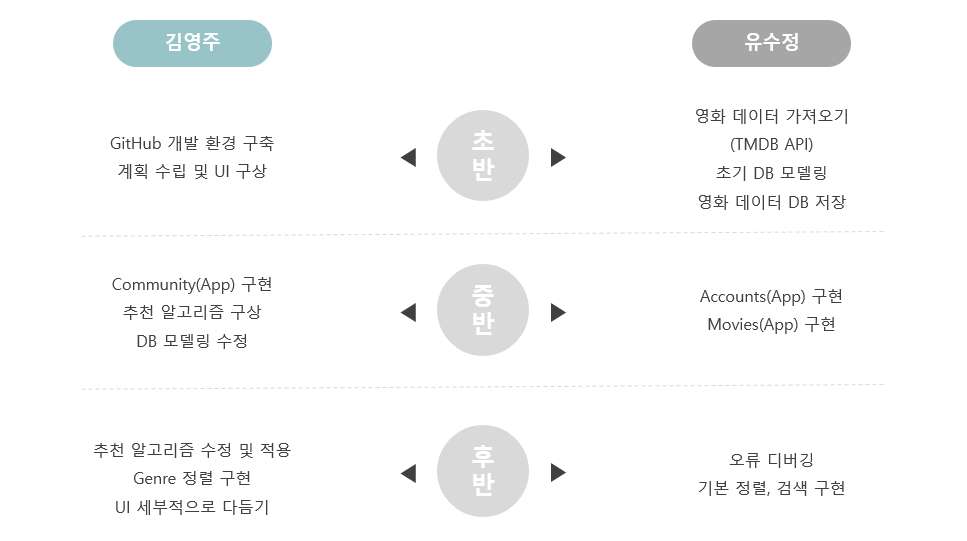 김영주
유수정
GitHub 개발 환경 구축
계획 수립 및 UI 구상
초
반
영화 데이터 가져오기
(TMDB API)
초기 DB 모델링
영화 데이터 DB 저장
Community(App) 구현
추천 알고리즘 구상
DB 모델링 수정
중
반
Accounts(App) 구현
Movies(App) 구현
추천 알고리즘 수정 및 적용
Genre 정렬 구현
UI 세부적으로 다듬기
후
반
오류 디버깅
기본 정렬, 검색 구현